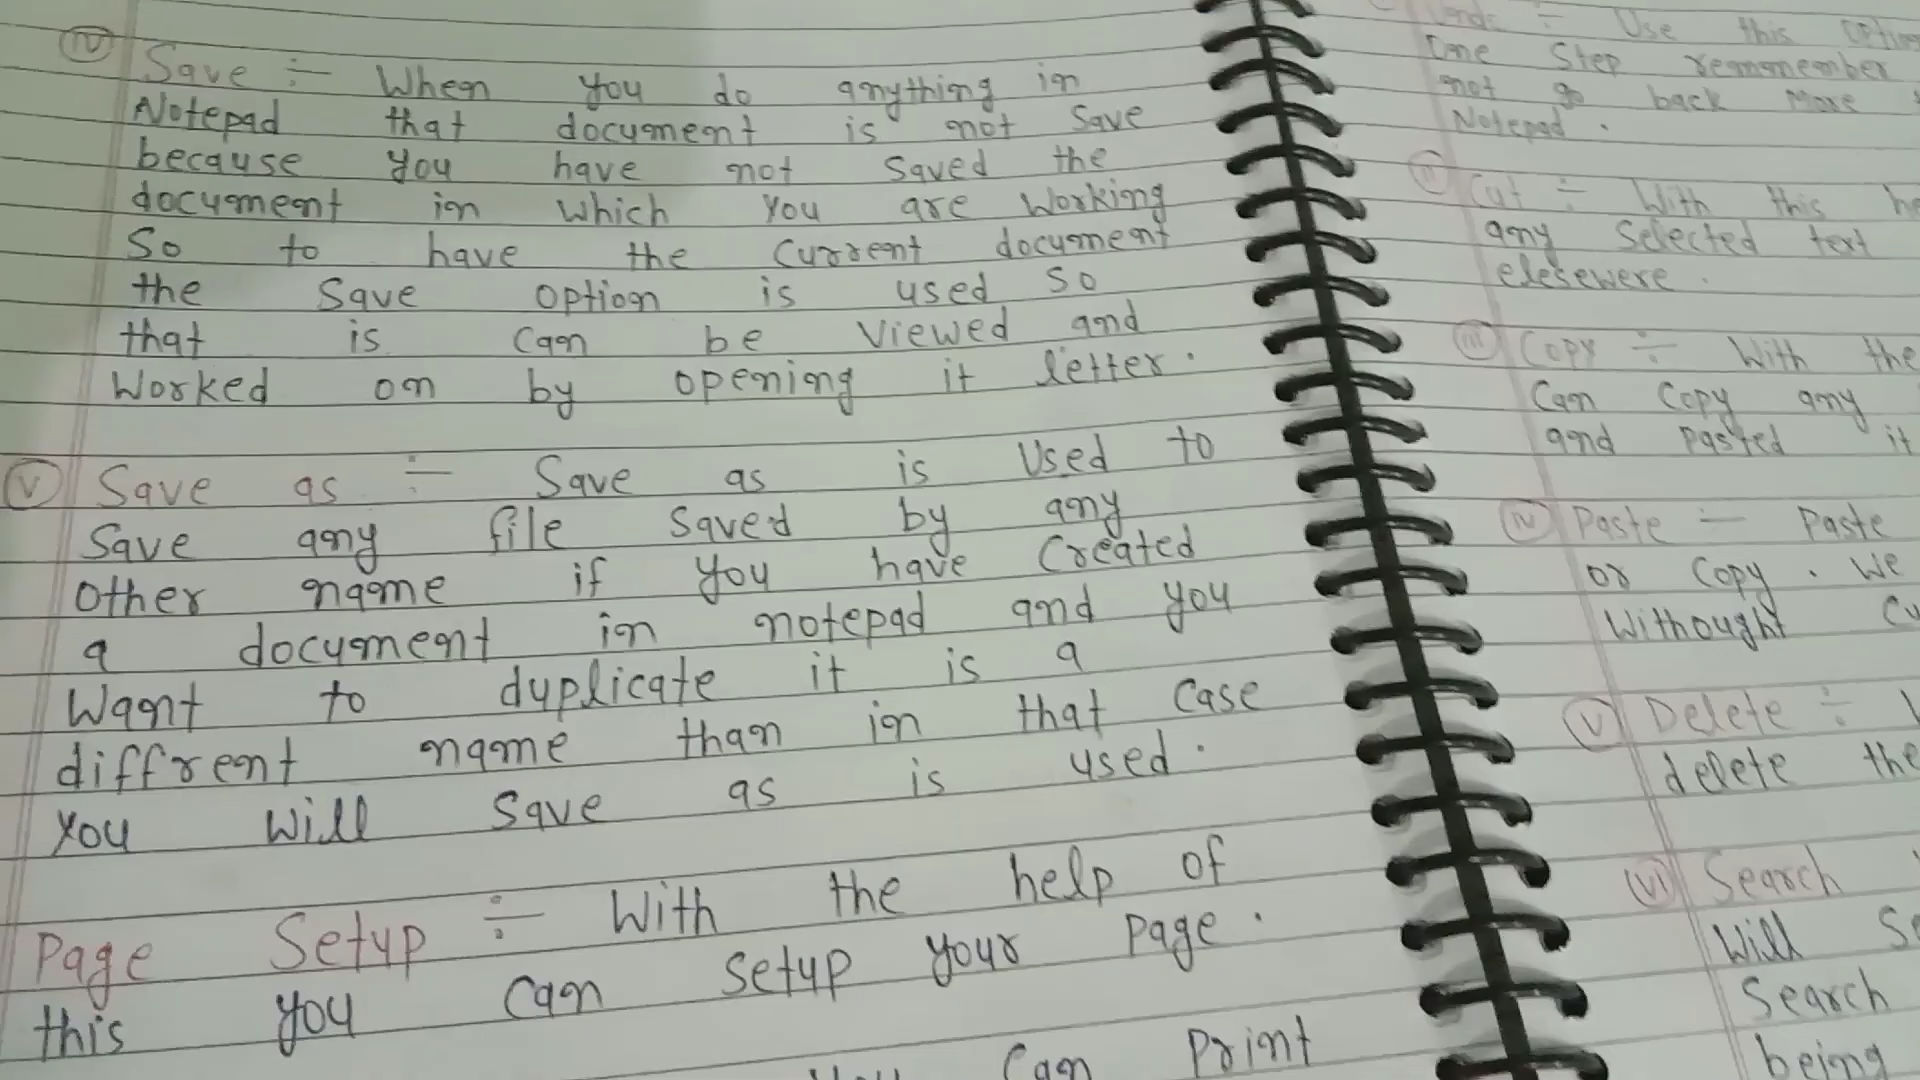 (iv) Save ÷ When you do anything in
Notepad that document is not Save
because you have not Saved the
document in which you are Working
So to have the Current document
the Save option is used so
that is Can be Viewed and
Worked on by opening it letter.
(v) Save as ÷ Save as is Used to
Save any file Saved by any
Other name if you have Created
a document in notepad and you
Want to duplicate it is a
diffrent name than in that Case
You Will Save as is used.
Page Setup ÷ With the help of
this you Can Setup your Page.
You Can Print
÷ Use this Option
One Step remmember
not go back More
Notepad.
(ii) Cut ÷ With this
any Selected text
elesewere.
(iii) Copy ÷ With the
Can Copy any
and Pasted it
(iv) Paste ÷ Paste
or Copy. We
Withought
(v) Delete ÷
delete the
(vi) Search
Will
Search
being